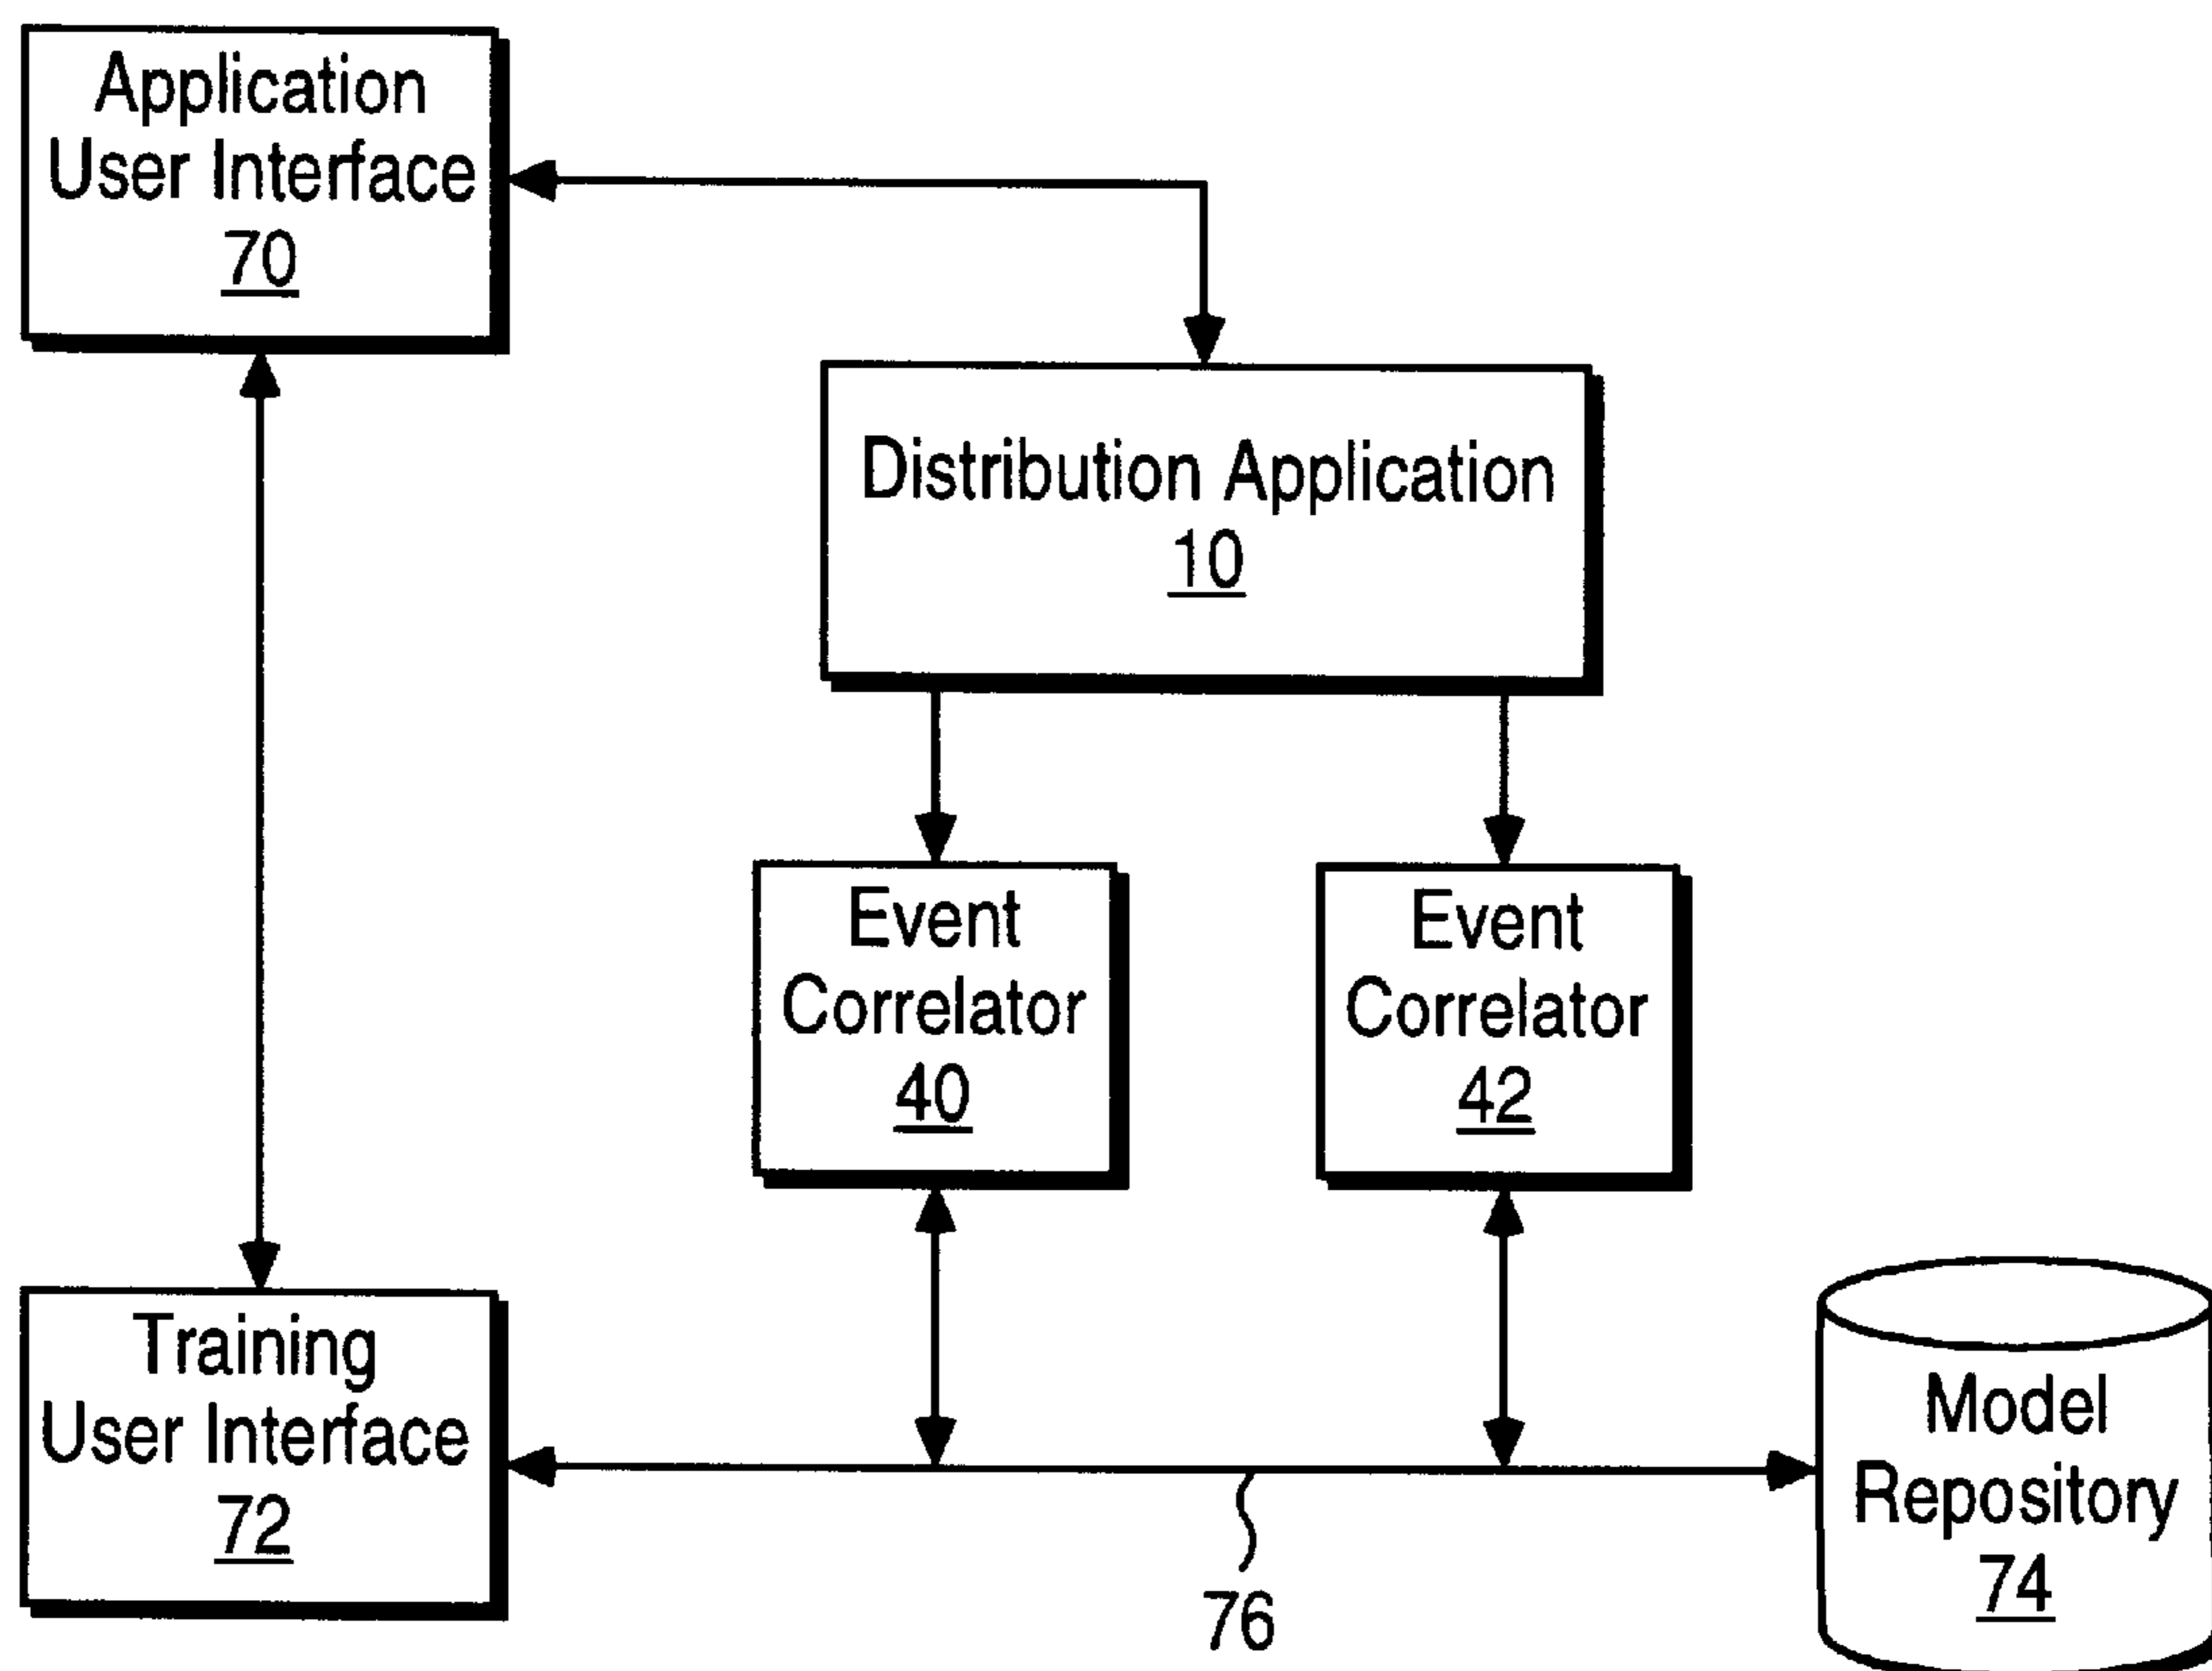 Application
User Interface
70
Distribution Application
10
Event
Correlator
40
Event
Correlator
42
Training
User Interface
72
Model
Repository
74
76